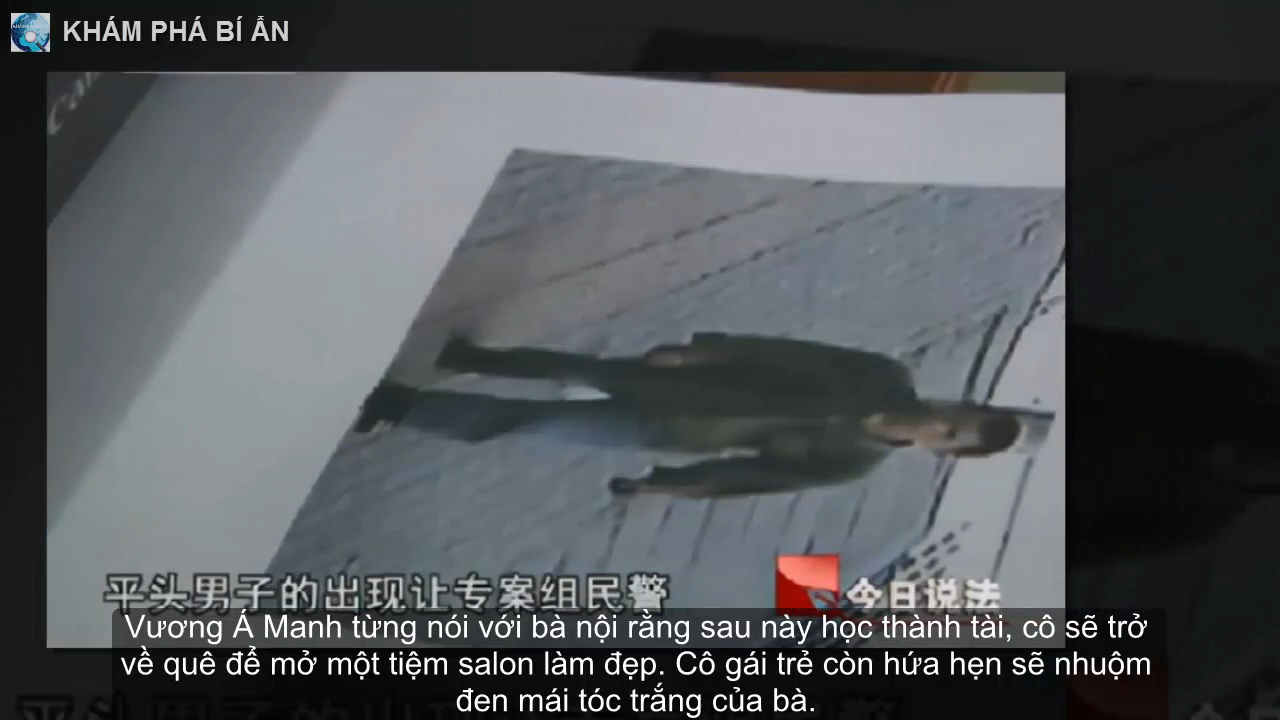 KHÁM PHÁ BÍ ẨN
平头男子的出现让专案组民警
今日说法
Vương Á Manh từng nói với bà nội rằng sau này học thành tài, cô sẽ trở
về quê để mở một tiệm salon làm đẹp. Cô gái trẻ còn hứa hẹn sẽ nhuộm
đen mái tóc trắng của bà.